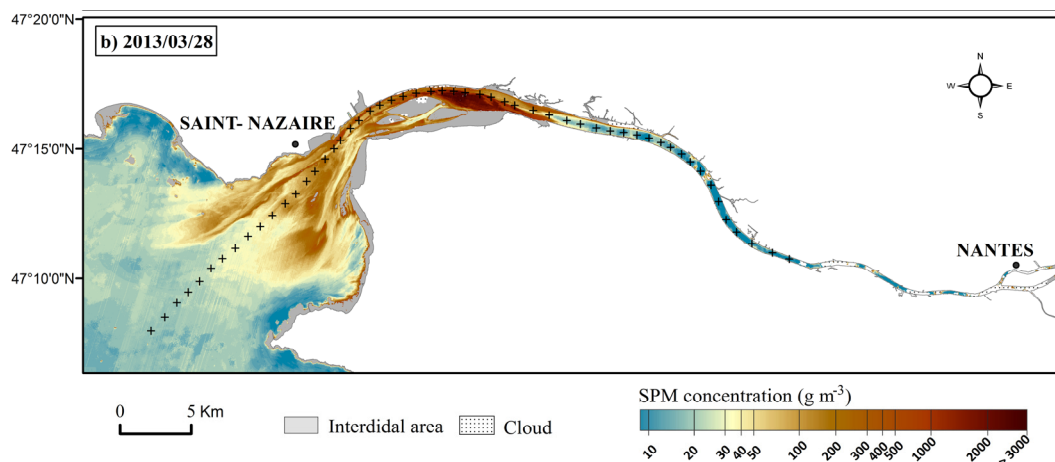 47°20'0"N
b) 2013/03/28
N
W E
S
SAINT- NAZAIRE
47°15'0"N
NANTES
47°10'0"N
0 5 Km
Interdidal area
Cloud
SPM concentration (g m-3)
10 20 30 40 50 100 200 300 400 500 1000 2000 3000